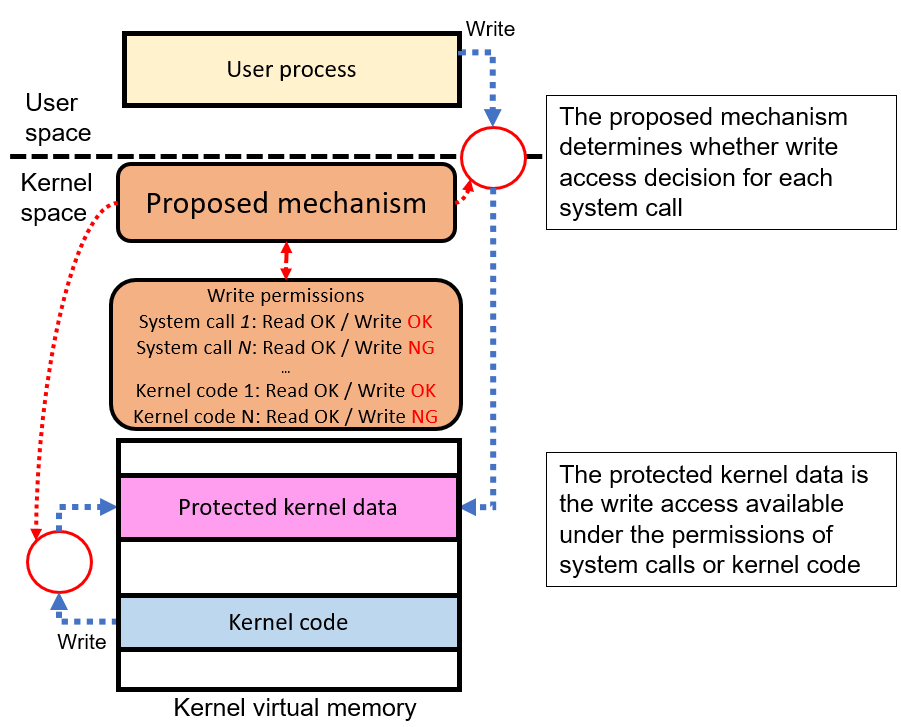 Write
User process
User
space
Kernel
space
The proposed mechanism
determines whether write
access decision for each
system call
Proposed mechanism
Write permissions
System call 1: Read OK / Write OK
System call N: Read OK / Write NG
...
Kernel code 1: Read OK / Write OK
Kernel code N: Read OK / Write NG
The protected kernel data is
the write access available
under the permissions of
system calls or kernel code
Protected kernel data
Kernel code
Write
Kernel virtual memory